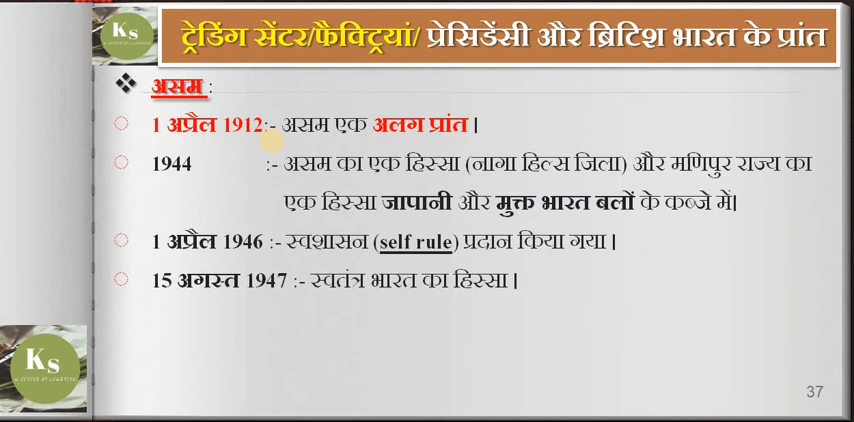 Ks
ट्रेडिंग सेंटर/फैक्ट्रियां/ प्रेसिडेंसी और ब्रिटिश भारत के प्रांत
❖ असम :
1 अप्रैल 1912:- असम एक अलग प्रांत।
1944 :- असम का एक हिस्सा (नागा हिल्स जिला) और मणिपुर राज्य का
एक हिस्सा जापानी और मुक्त भारत बलों के कब्जे में।
1 अप्रैल 1946 :- स्वशासन (self rule) प्रदान किया गया।
15 अगस्त 1947 :- स्वतंत्र भारत का हिस्सा।
Ks
37